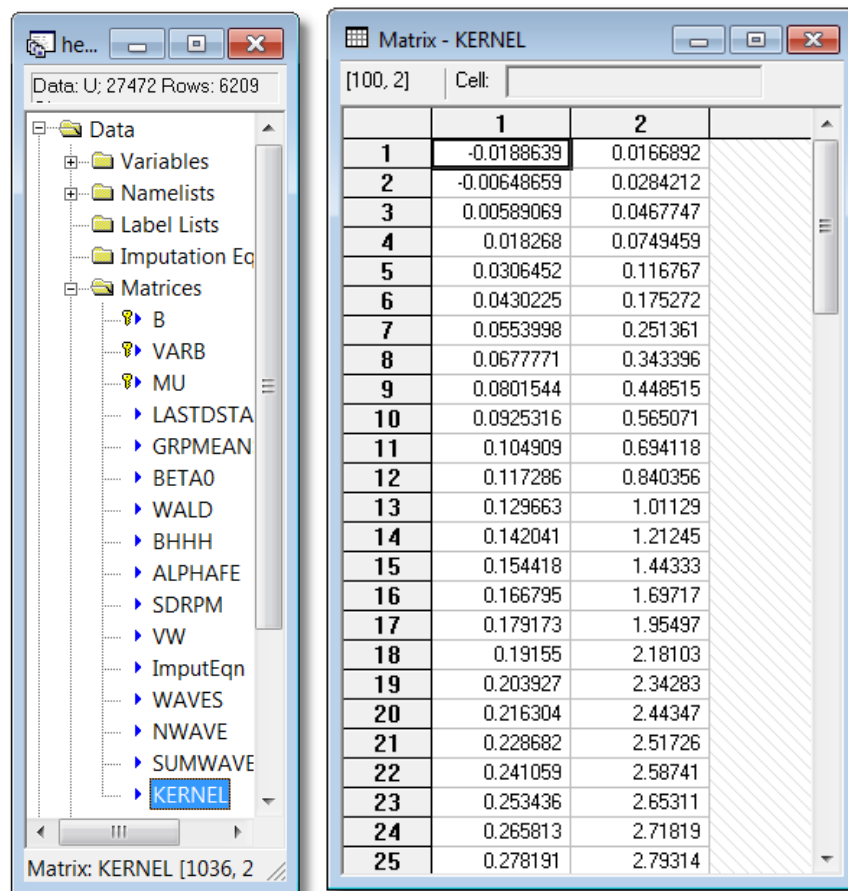 he...
Data: U; 27472 Rows: 6209
Data
Variables
Namelists
Label Lists
Imputation Eq
Matrices
B
VARB
MU
LASTDSTA
GRPMEAN
BETA0
WALD
BHHH
ALPHAFE
SDRPM
VW
ImputEqn
WAVES
NWAVE
SUMWAVE
KERNEL
Matrix: KERNEL [1036, 2
Matrix - KERNEL
[100, 2] Cell:
1 2
1 -0.0188639 0.0166892
2 -0.00648659 0.0284212
3 0.00589069 0.0467747
4 0.018268 0.0749459
5 0.0306452 0.116767
6 0.0430225 0.175272
7 0.0553998 0.251361
8 0.0677771 0.343396
9 0.0801544 0.448515
10 0.0925316 0.565071
11 0.104909 0.694118
12 0.117286 0.840356
13 0.129663 1.01129
14 0.142041 1.21245
15 0.154418 1.44333
16 0.166795 1.69717
17 0.179173 1.95497
18 0.19155 2.18103
19 0.203927 2.34283
20 0.216304 2.44347
21 0.228682 2.51726
22 0.241059 2.58741
23 0.253436 2.65311
24 0.265813 2.71819
25 0.278191 2.79314